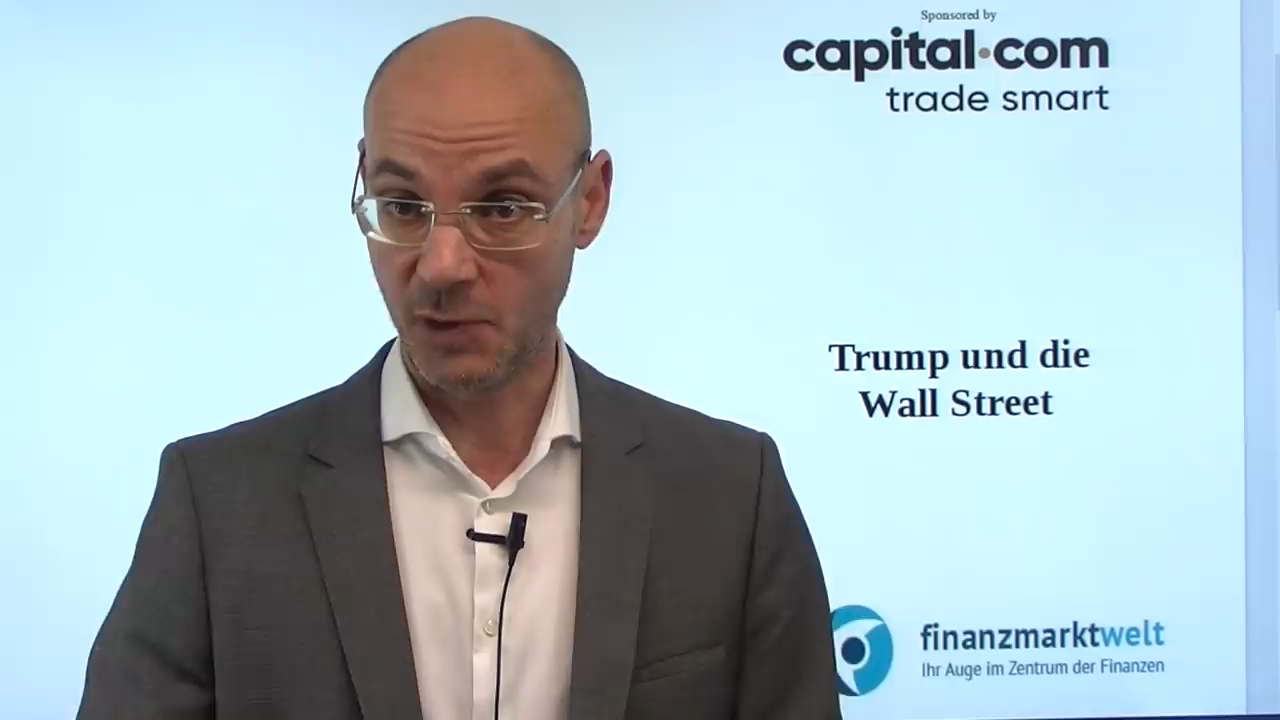 Sponsored by
capital.com
trade smart
Trump und die
Wall Street
finanzmarktwelt
Ihr Auge im Zentrum der Finanzen